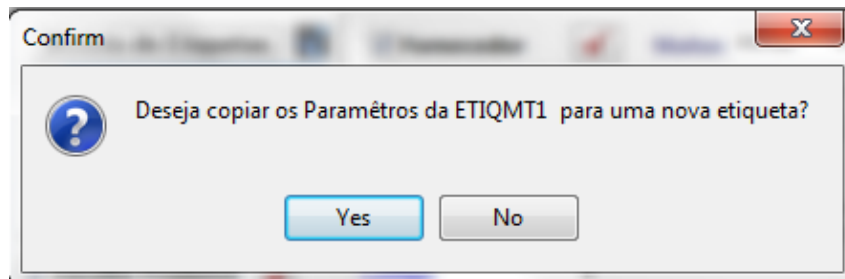 Confirm
Deseja copiar os Paramêtros da ETIQMT1  para uma nova etiqueta?
Yes
No